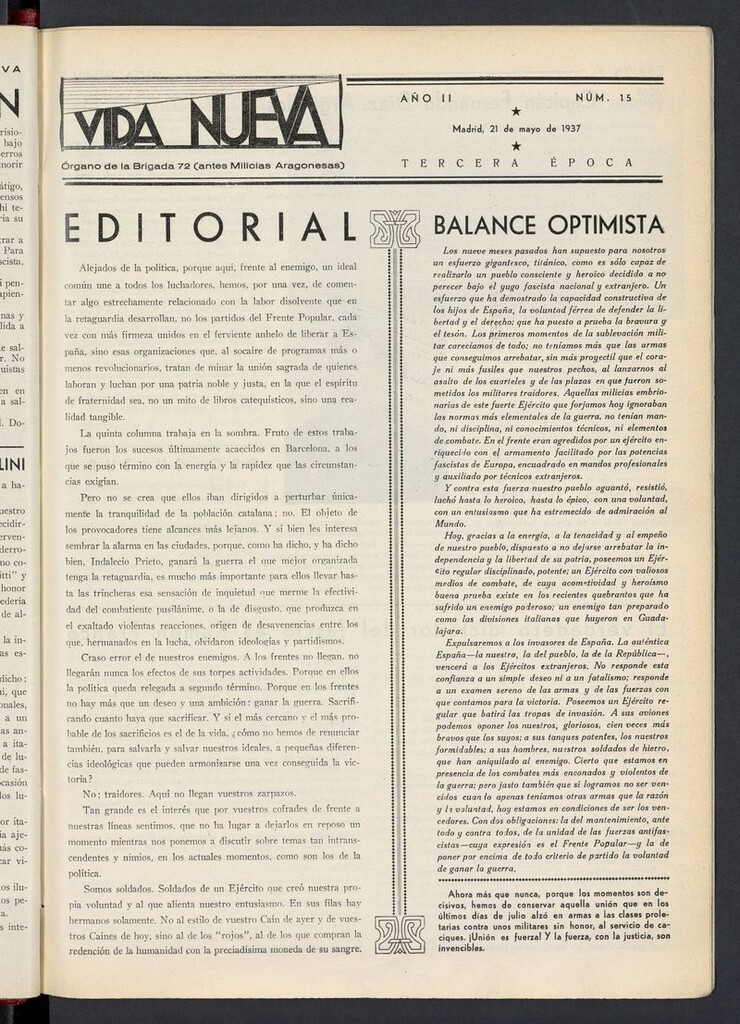 VIDA NUEVA
Órgano de la Brigada 72 (antes Milicias Aragonesas)
AÑO II NÚM. 15
Madrid, 21 de mayo de 1937
TERCERA ÉPOCA
EDITORIAL
Alejados de la política, porque aquí, frente al enemigo, un ideal
común une a todos los luchadores, hemos, por una vez, de comen-
tar algo estrechamente relacionado con la labor disolvente que en
la retaguardia desarrollan, no los partidos del Frente Popular, cada
vez con más firmeza unidos en el ferviente anhelo de liberar a Es-
paña, sino esas organizaciones que, al socaire de programas más o
menos revolucionarios, tratan de minar la unión sagrada de quienes
laboran y luchan por una patria noble y justa, en la que el espíritu
de fraternidad sea, no un mito de libros catequísticos, sino una rea-
lidad tangible.
La quinta columna trabaja en la sombra. Fruto de estos traba-
jos fueron los sucesos últimamente acaecidos en Barcelona, a los
que se puso término con la energía y la rapidez que las circunstan-
cias exigían.
Pero no se crea que ellos iban dirigidos a perturbar única-
mente la tranquilidad de la población catalana; no. El objeto de
los provocadores tiene alcances más lejanos. Y si bien les interesa
sembrar la alarma en las ciudades, porque, como ha dicho, y ha dicho
bien, Indalecio Prieto, ganará la guerra el que mejor organizada
tenga la retaguardia, es mucho más importante para ellos llevar has-
ta las trincheras esa sensación de inquietud que merme la efectivi-
dad del combatiente pusilánime, o la de disgusto, que produzca en
el exaltado violentas reacciones, origen de desavenencias entre los
que, hermanados en la lucha, olvidaron ideologías y partidismos.
Craso error el de nuestros enemigos. A los frentes no llegan, no
llegarán nunca los efectos de sus torpes actividades. Porque en ellos
la política queda relegada a segundo término. Porque en los frentes
no hay más que un deseo y una ambición: ganar la guerra. Sacrifi-
cando cuanto haya que sacrificar. Y si el más cercano y el más pro-
bable de los sacrificios es el de la vida, ¿cómo no hemos de renunciar
también, para salvarla y salvar nuestros ideales, a pequeñas diferen-
cias ideológicas que pueden armonizarse una vez conseguida la vic-
toria?
No; traidores. Aquí no llegan vuestros zarpazos.
Tan grande es el interés que por vuestros cofrades de frente a
nuestras líneas sentimos, que no ha lugar a dejarlos en reposo un
momento mientras nos ponemos a discutir sobre temas tan intrans-
cendentes y nimios, en los actuales momentos, como son los de la
política.
Somos soldados. Soldados de un Ejército que creó nuestra pro-
pia voluntad y al que alienta nuestro entusiasmo. En sus filas hay
hermanos solamente. No al estilo de vuestro Caín de ayer y de vues-
tros Caínes de hoy, sino al de los "rojos", al de los que compran la
redención de la humanidad con la preciadísima moneda de su sangre.
BALANCE OPTIMISTA
Los nueve meses pasados han supuesto para nosotros
un esfuerzo gigantesco, titánico, como es sólo capaz de
realizarlo un pueblo consciente y heroico decidido a no
perecer bajo el yugo fascista nacional y extranjero. Un
esfuerzo que ha demostrado la capacidad constructiva de
los hijos de España, la voluntad férrea de defender la li-
bertad y el derecho; que ha puesto a prueba la bravura y
el tesón. Los primeros momentos de la sublevación mili-
tar carecíamos de todo; no teníamos más que las armas
que conseguimos arrebatar, sin más proyectil que el cora-
je ni más fusiles que nuestros pechos, al lanzarnos al
asalto de los cuarteles y de las plazas en que fueron so-
metidos los militares traidores. Aquellas milicias embrio-
narias de este fuerte Ejército que forjamos hoy ignoraban
las normas más elementales de la guerra, no tenían man-
do, ni disciplina, ni conocimientos técnicos, ni elementos
de combate. En el frente eran agredidos por un ejército en-
riquecido con el armamento facilitado por las potencias
fascistas de Europa, encuadrado en mandos profesionales
y auxiliado por técnicos extranjeros.
Y contra esta fuerza nuestro pueblo aguantó, resistió,
luchó hasta lo heroico, hasta lo épico, con una voluntad,
con un entusiasmo que ha estremecido de admiración al
Mundo.
Hoy, gracias a la energía, a la tenacidad y al empeño
de nuestro pueblo, dispuesto a no dejarse arrebatar la in-
dependencia y la libertad de su patria, poseemos un Ejér-
cito regular disciplinado, potente; un Ejército con valiosos
medios de combate, de cuya acometividad y heroísmo
buena prueba existe en los recientes quebrantos que ha
sufrido un enemigo poderoso; un enemigo tan preparado
como las divisiones italianas que huyeron en Guada-
lajara.
Expulsaremos a los invasores de España. La auténtica
España—la nuestra, la del pueblo, la de la República—,
vencerá a los Ejércitos extranjeros. No responde esta
confianza a un simple deseo ni a un fatalismo; responde
a un examen sereno de las armas y de las fuerzas con
que contamos para la victoria. Poseemos un Ejército re-
gular que batirá las tropas de invasión. A sus aviones
podemos oponer los nuestros, gloriosos, cien veces más
bravos que los suyos; a sus tanques potentes, los nuestros
formidables; a sus hombres, nuestros soldados de hierro,
que han aniquilado al enemigo. Cierto que estamos en
presencia de los combates más enconados y violentos de
la guerra; pero justo también que si logramos no ser ven-
cidos cuando apenas teníamos otras armas que la razón
y la voluntad, hoy estamos en condiciones de ser los ven-
cedores. Con dos obligaciones: la del mantenimiento, ante
todo y contra todos, de la unidad de las fuerzas antifas-
cistas—cuya expresión es el Frente Popular—y la de
poner por encima de todo criterio de partido la voluntad
de ganar la guerra.
Ahora más que nunca, porque los momentos son de-
cisivos, hemos de conservar aquella unión que en los
últimos días de julio alzó en armas a las clases prole-
tarias contra unos militares sin honor, al servicio de ca-
ciques. ¡Unión es fuerza! Y la fuerza, con la justicia, son
invencibles.